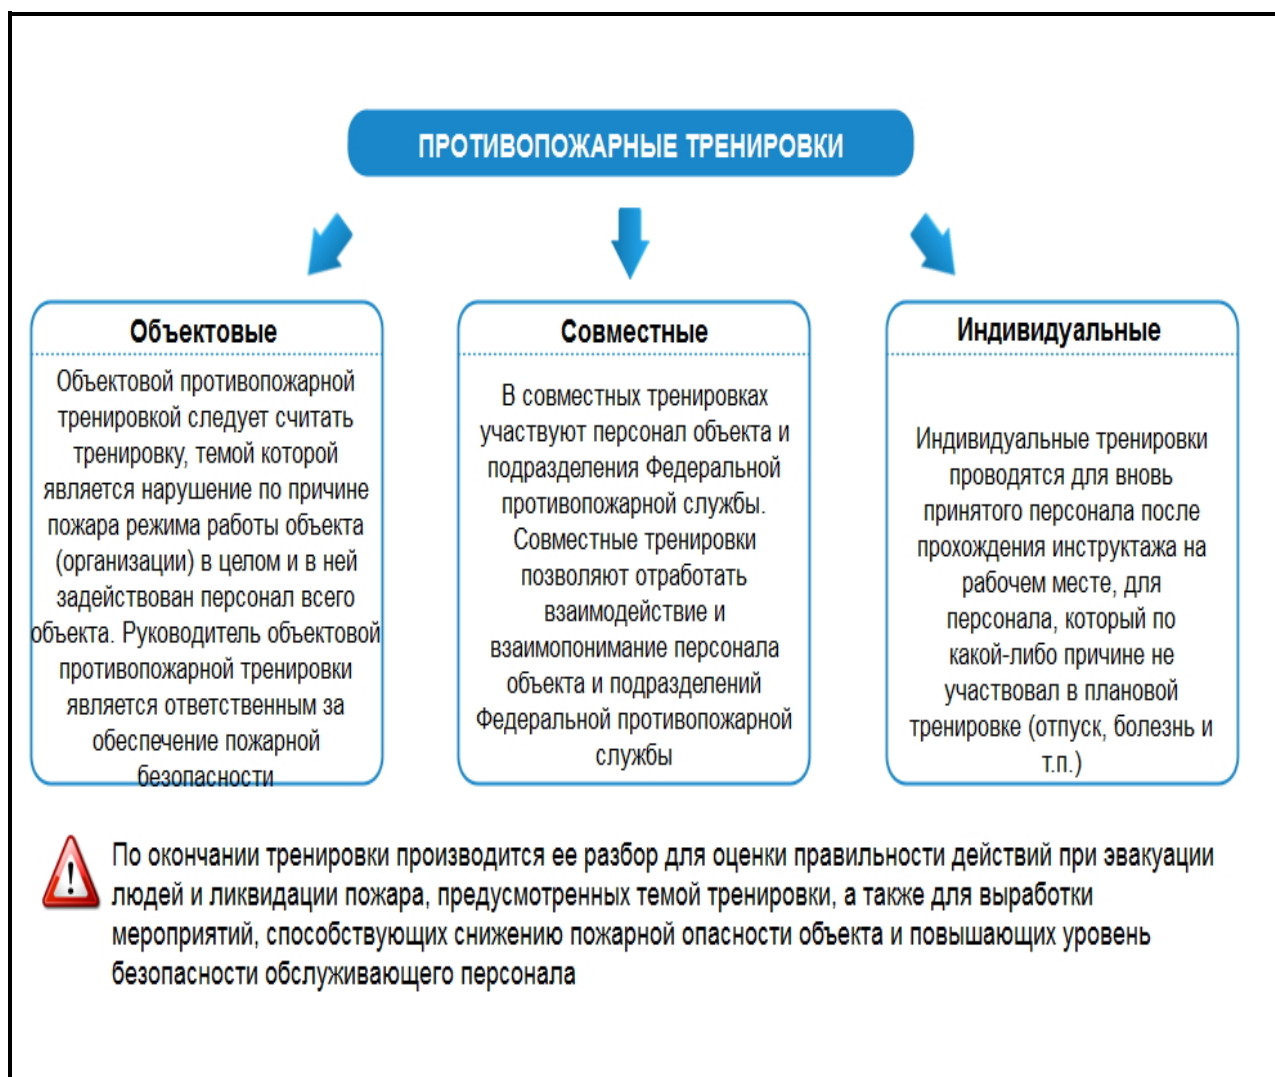 ПРОТИВОПОЖАРНЫЕ ТРЕНИРОВКИ
Объектовые
Объектовой противопожарной
тренировкой следует считать
тренировку, темой которой
является нарушение по причине
пожара режима работы объекта
(организации) в целом и в ней
задействован персонал всего
объекта. Руководитель объектовой
противопожарной тренировки
является ответственным за
обеспечение пожарной
безопасности
Совместные
В совместных тренировках
участвуют персонал объекта и
подразделения Федеральной
противопожарной службы.
Совместные тренировки
позволяют отработать
взаимодействие и
взаимопонимание персонала
объекта и подразделений
Федеральной противопожарной
службы
Индивидуальные
Индивидуальные тренировки
проводятся для вновь
принятого персонала после
прохождения инструктажа на
рабочем месте, для
персонала, который по
какой-либо причине не
участвовал в плановой
тренировке (отпуск, болезнь и
т.п.)
!
По окончании тренировки производится ее разбор для оценки правильности действий при эвакуации
людей и ликвидации пожара, предусмотренных темой тренировки, а также для выработки
мероприятий, способствующих снижению пожарной опасности объекта и повышающих уровень
безопасности обслуживающего персонала